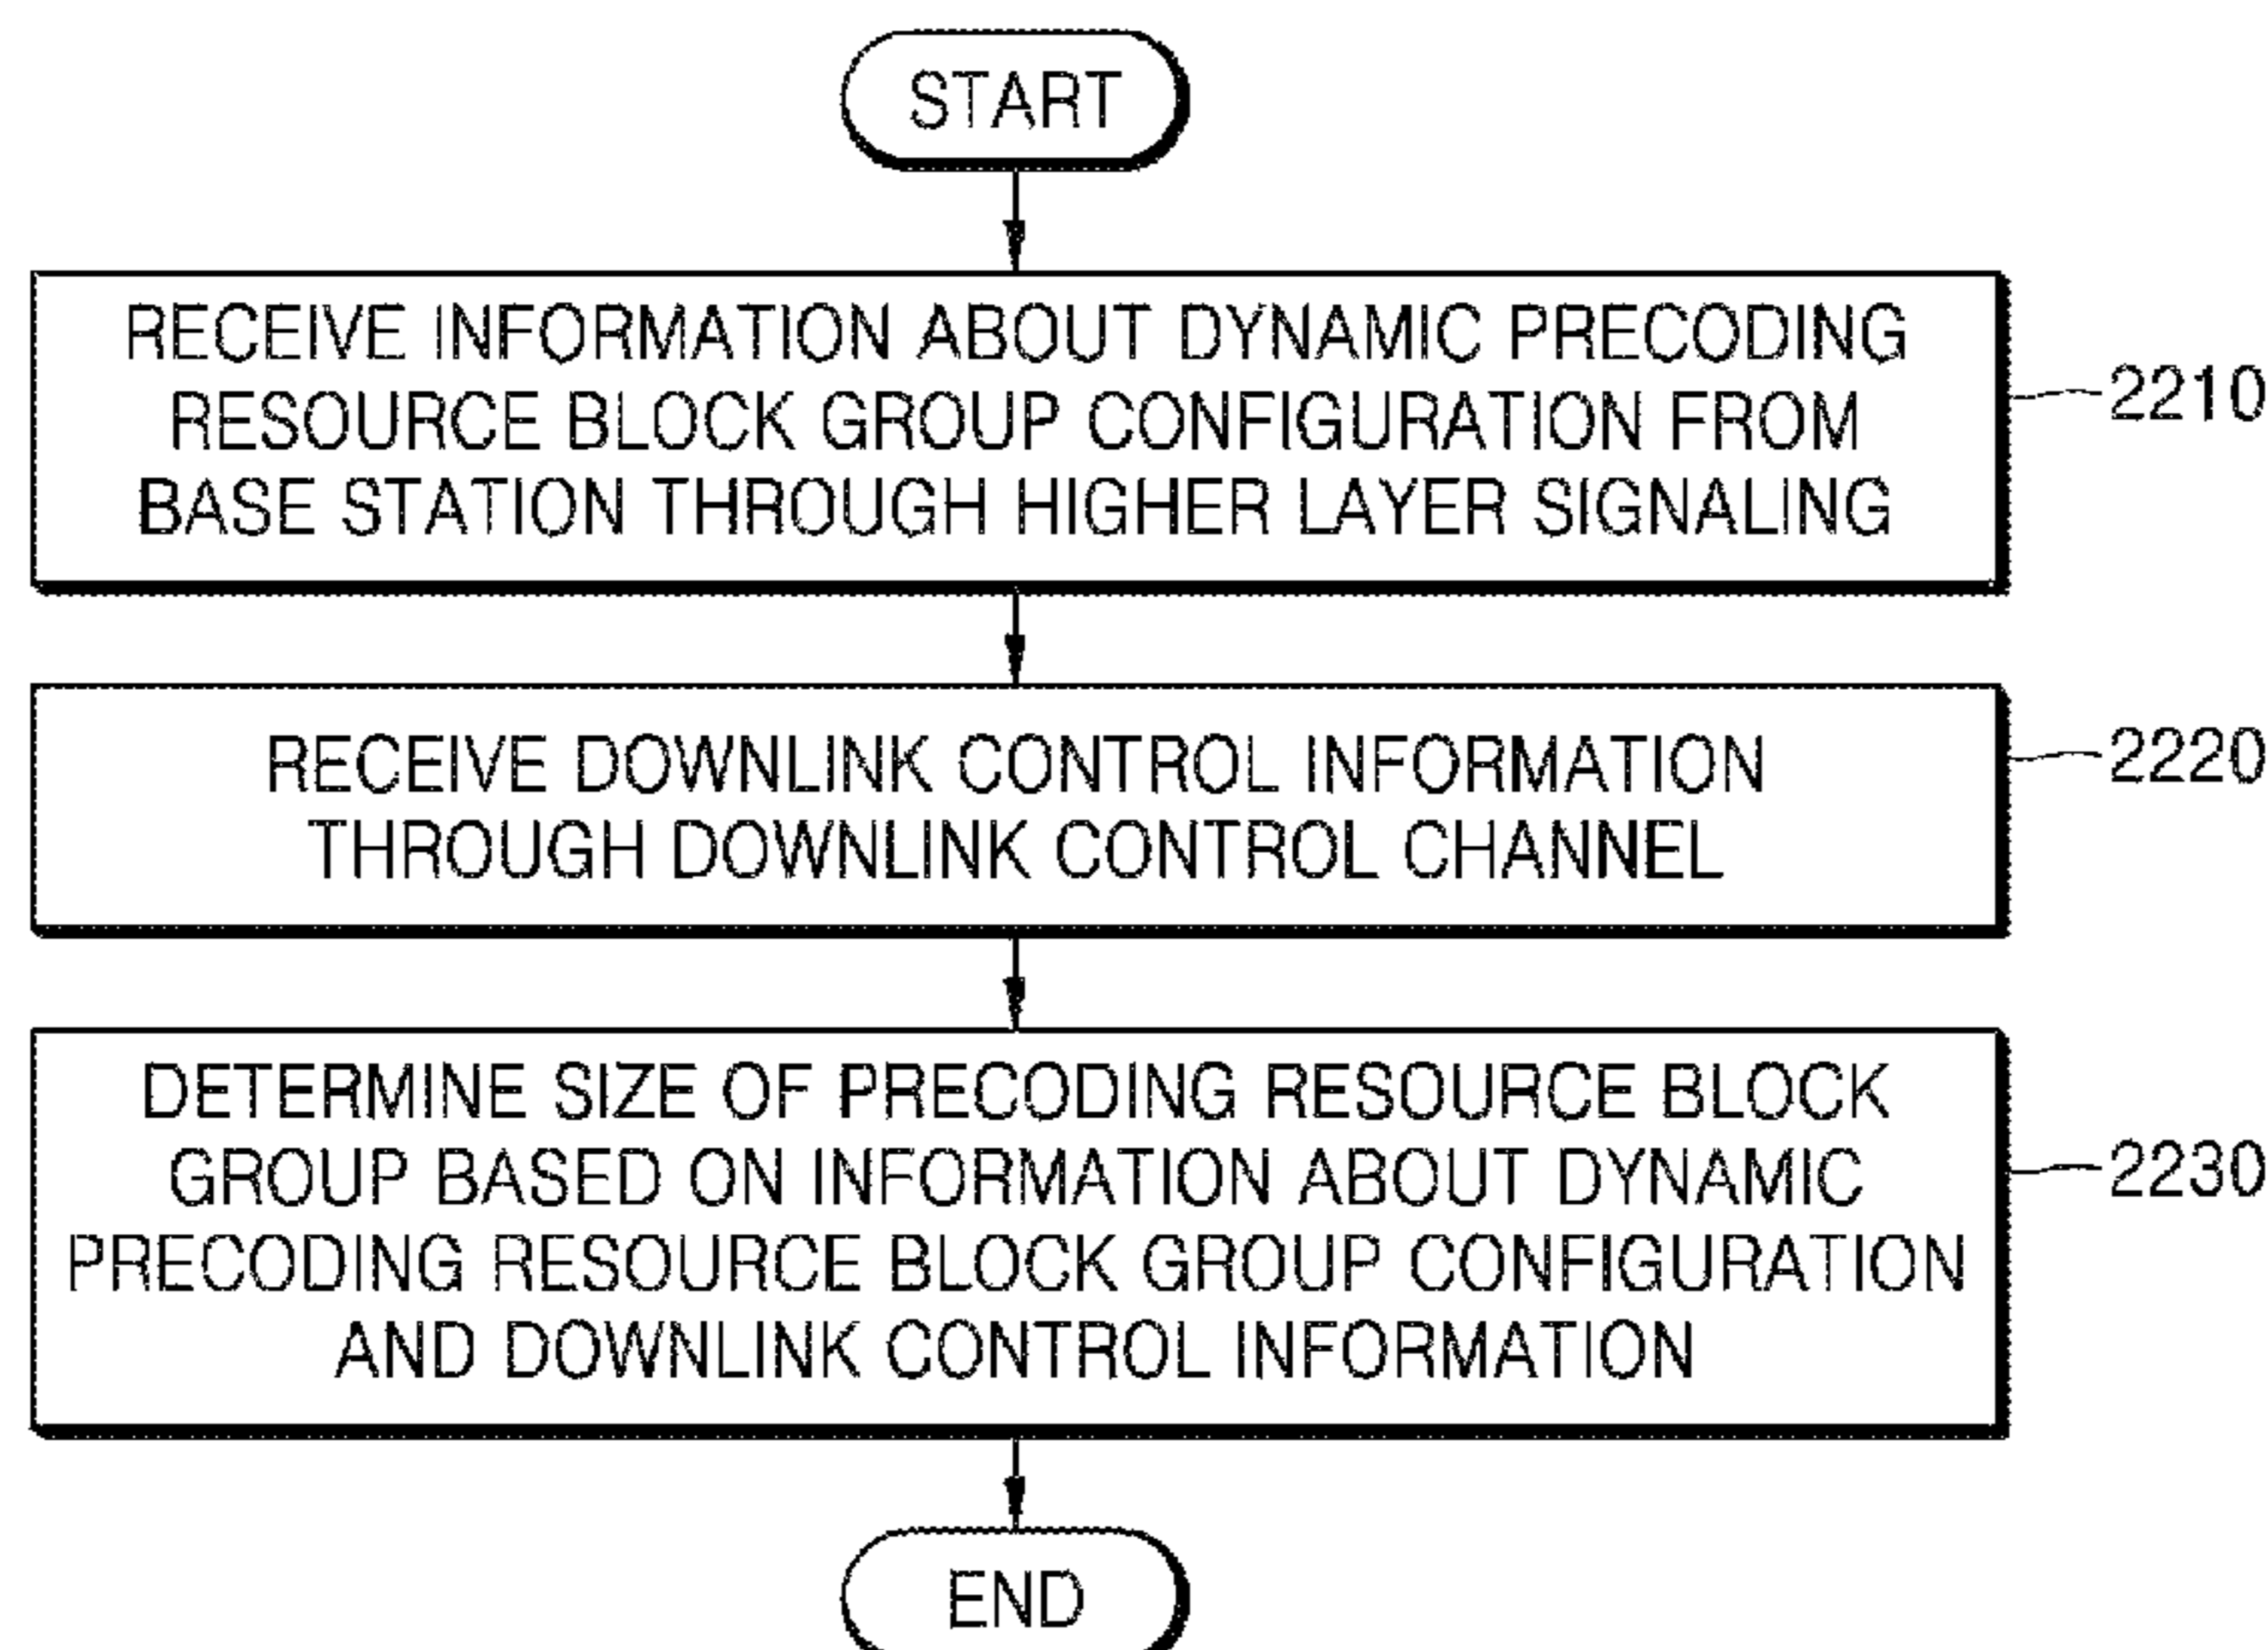 START
RECEIVE INFORMATION ABOUT DYNAMIC PRECODING
RESOURCE BLOCK GROUP CONFIGURATION FROM
BASE STATION THROUGH HIGHER LAYER SIGNALING
2210
RECEIVE DOWNLINK CONTROL INFORMATION
THROUGH DOWNLINK CONTROL CHANNEL
2220
DETERMINE SIZE OF PRECODING RESOURCE BLOCK
GROUP BASED ON INFORMATION ABOUT DYNAMIC
PRECODING RESOURCE BLOCK GROUP CONFIGURATION
AND DOWNLINK CONTROL INFORMATION
2230
END